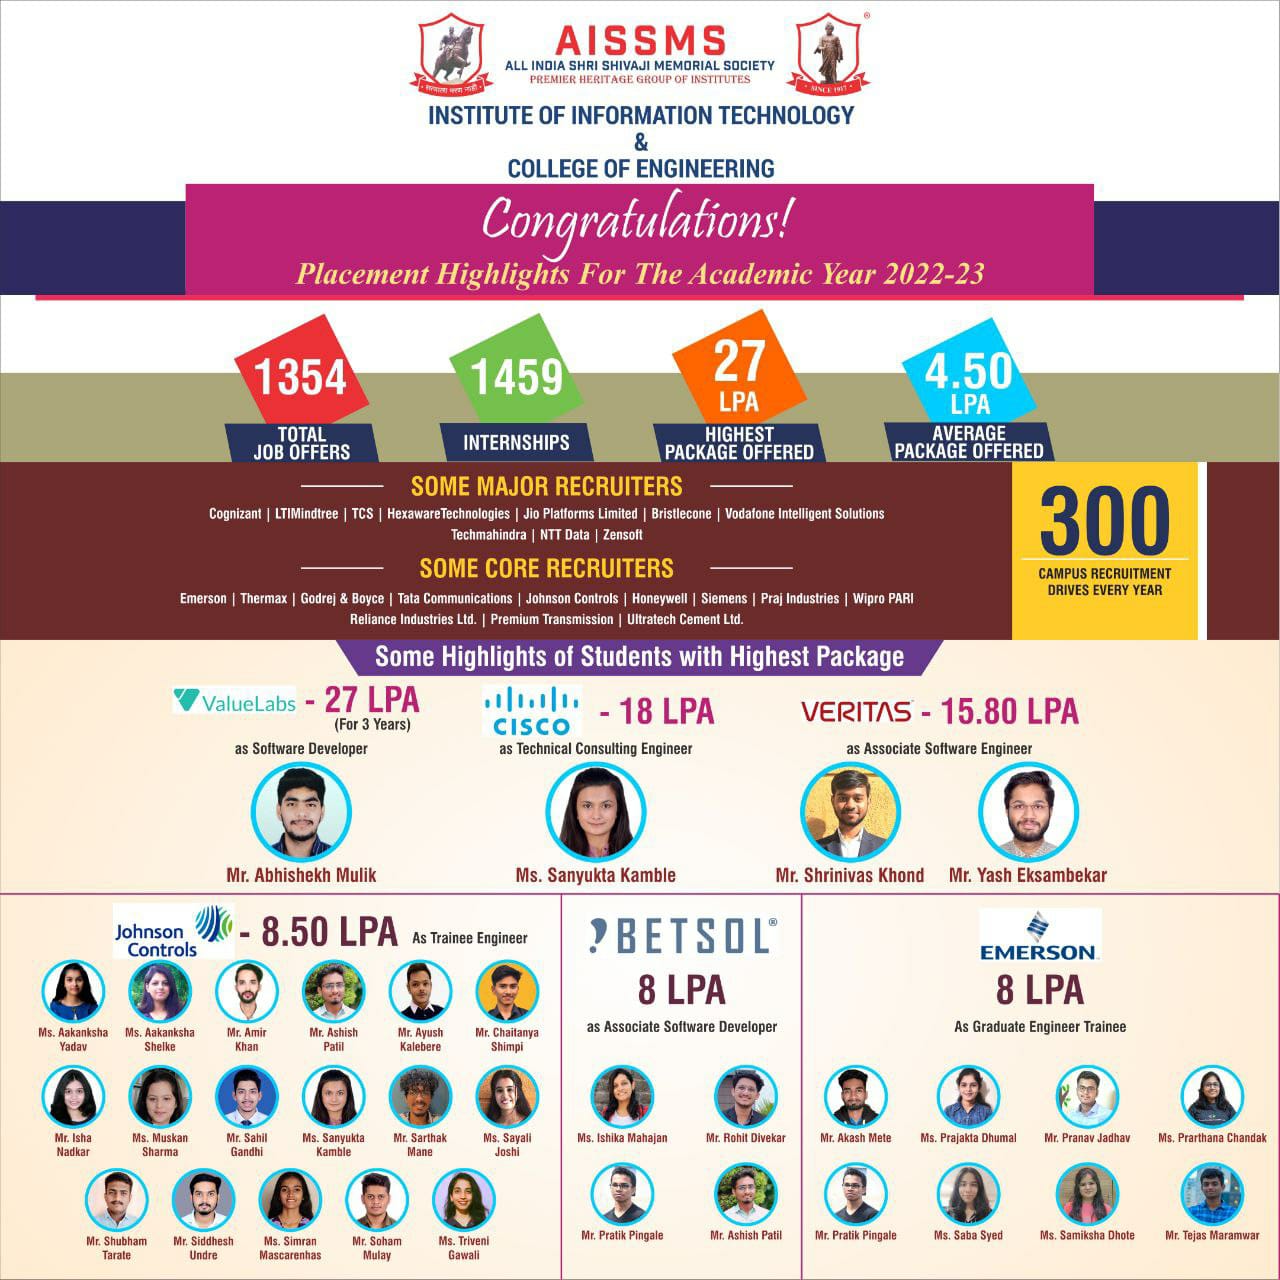 AISSMS
ALL INDIA SHRI SHIVAJI MEMORIAL SOCIETY
PREMIER HERITAGE GROUP OF INSTITUTES
SINCE 1917
INSTITUTE OF INFORMATION TECHNOLOGY
&
COLLEGE OF ENGINEERING
Congratulations!
Placement Highlights For The Academic Year 2022-23
1354
TOTAL
JOB OFFERS
1459
INTERNSHIPS
27
LPA
HIGHEST
PACKAGE OFFERED
4.50
LPA
AVERAGE
PACKAGE OFFERED
SOME MAJOR RECRUITERS
Cognizant | LTIMindtree | TCS | HexawareTechnologies | Jio Platforms Limited | Bristlecone | Vodafone Intelligent Solutions
Techmahindra | NTT Data | Zensoft
SOME CORE RECRUITERS
Emerson | Thermax | Godrej & Boyce | Tata Communications | Johnson Controls | Honeywell | Siemens | Praj Industries | Wipro PARI
Reliance Industries Ltd. | Premium Transmission | Ultratech Cement Ltd.
300
CAMPUS RECRUITMENT
DRIVES EVERY YEAR
Some Highlights of Students with Highest Package
ValueLabs - 27 LPA
(For 3 Years)
as Software Developer
Mr. Abhishekh Mulik
CISCO - 18 LPA
as Technical Consulting Engineer
Ms. Sanyukta Kamble
VERITAS - 15.80 LPA
as Associate Software Engineer
Mr. Shrinivas Khond
Mr. Yash Eksambekar
Johnson
Controls - 8.50 LPA As Trainee Engineer
Ms. Aakanksha
Yadav
Ms. Aakanksha
Shelke
Mr. Amir
Khan
Mr. Ashish
Patil
Mr. Ayush
Kalebere
Mr. Chaitanya
Shimpi
Mr. Isha
Nadkar
Ms. Muskan
Sharma
Mr. Sahil
Gandhi
Ms. Sanyukta
Kamble
Mr. Sarthak
Mane
Ms. Sayali
Joshi
Mr. Shubham
Tarate
Mr. Siddhesh
Undre
Ms. Simran
Mascarenhas
Mr. Soham
Mulay
Ms. Triveni
Gawali
BETSOL®
8 LPA
as Associate Software Developer
Ms. Ishika Mahajan
Mr. Rohit Divekar
Mr. Pratik Pingale
Mr. Ashish Patil
EMERSON
8 LPA
As Graduate Engineer Trainee
Mr. Akash Mete
Ms. Prajakta Dhumal
Mr. Pranav Jadhav
Ms. Prarthana Chandak
Mr. Pratik Pingale
Ms. Saba Syed
Ms. Samiksha Dhote
Mr. Tejas Maramwar